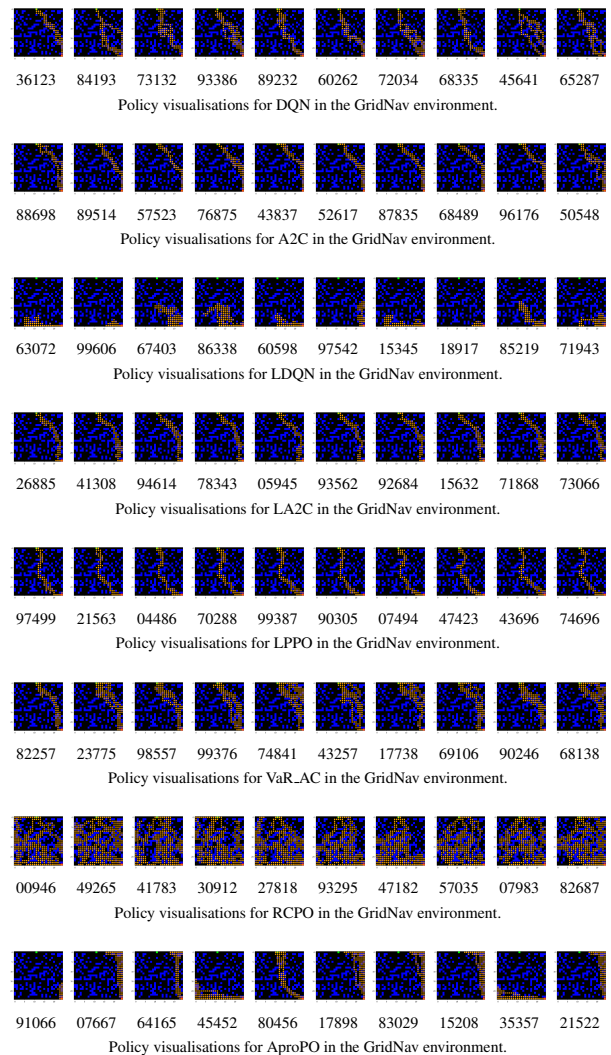 36123 84193 73132 93386 89232 60262 72034 68335 45641 65287
Policy visualisations for DQN in the GridNav environment.
88698 89514 57523 76875 43837 52617 87835 68489 96176 50548
Policy visualisations for A2C in the GridNav environment.
63072 99606 67403 86338 60598 97542 15345 18917 85219 71943
Policy visualisations for LDQN in the GridNav environment.
26885 41308 94614 78343 05945 93562 92684 15632 71868 73066
Policy visualisations for LA2C in the GridNav environment.
97499 21563 04486 70288 99387 90305 07494 47423 43696 74696
Policy visualisations for LPPO in the GridNav environment.
82257 23775 98557 99376 74841 43257 17738 69106 90246 68138
Policy visualisations for VaR_AC in the GridNav environment.
00946 49265 41783 30912 27818 93295 47182 57035 07983 82687
Policy visualisations for RCPO in the GridNav environment.
91066 07667 64165 45452 80456 17898 83029 15208 35357 21522
Policy visualisations for AproPO in the GridNav environment.